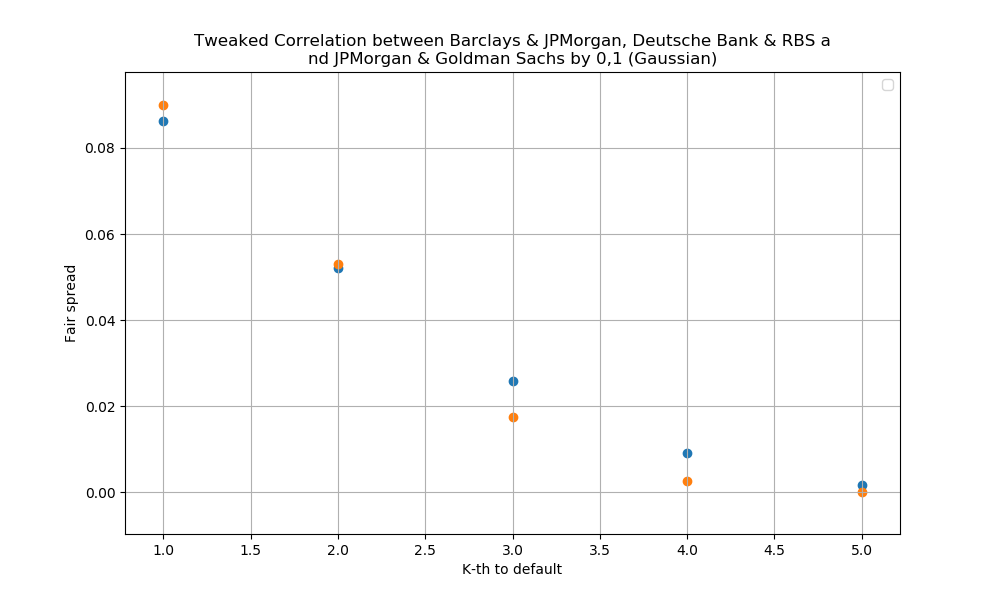 Tweaked Correlation between Barclays & JPMorgan, Deutsche Bank & RBS a
nd JPMorgan & Goldman Sachs by 0,1 (Gaussian)
0.08
0.06
0.04
0.02
0.00
Fair spread
1.0 1.5 2.0 2.5 3.0 3.5 4.0 4.5 5.0
K-th to default